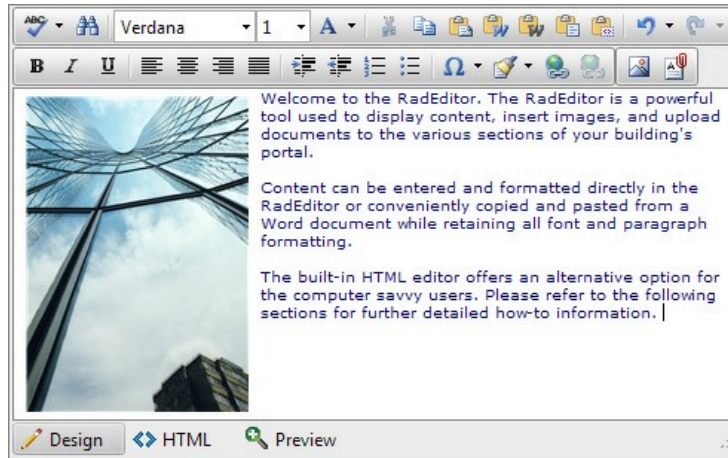 ABC Verdana 1 A
B I U Ω A
Welcome to the RadEditor. The RadEditor is a powerful
tool used to display content, insert images, and upload
documents to the various sections of your building's
portal.
Content can be entered and formatted directly in the
RadEditor or conveniently copied and pasted from a
Word document while retaining all font and paragraph
formatting.
The built-in HTML editor offers an alternative option for
the computer savvy users. Please refer to the following
sections for further detailed how-to information.
Design HTML Preview